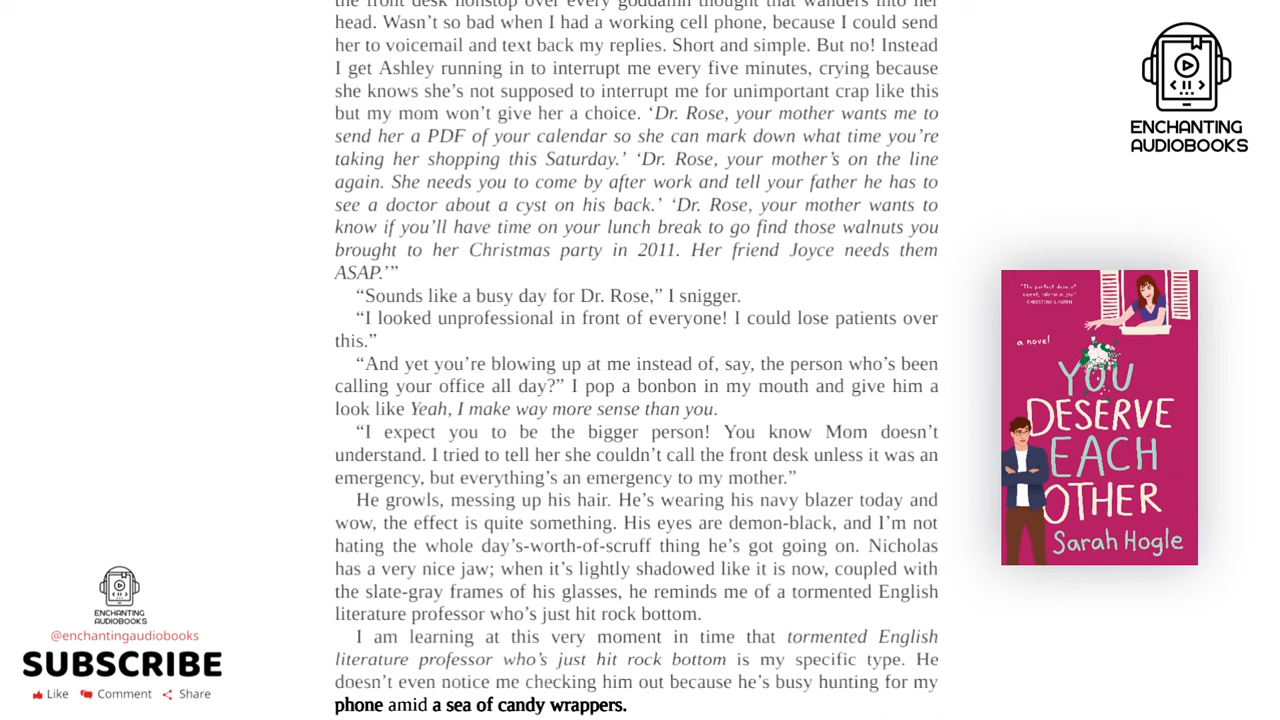 the front desk nonstop over every goddamn thought that wanders into her
head. Wasn’t so bad when I had a working cell phone, because I could send
her to voicemail and text back my replies. Short and simple. But no! Instead
I get Ashley running in to interrupt me every five minutes, crying because
she knows she’s not supposed to interrupt me for unimportant crap like this
but my mom won’t give her a choice. ‘Dr. Rose, your mother wants me to
send her a PDF of your calendar so she can mark down what time you’re
taking her shopping this Saturday.’ ‘Dr. Rose, your mother’s on the line
again. She needs you to come by after work and tell your father he has to
see a doctor about a cyst on his back.’ ‘Dr. Rose, your mother wants to
know if you’ll have time on your lunch break to go find those walnuts you
brought to her Christmas party in 2011. Her friend Joyce needs them
ASAP.’”
“Sounds like a busy day for Dr. Rose,” I snigger.
“I looked unprofessional in front of everyone! I could lose patients over
this.”
“And yet you’re blowing up at me instead of, say, the person who’s been
calling your office all day?” I pop a bonbon in my mouth and give him a
look like Yeah, I make way more sense than you.
“I expect you to be the bigger person! You know Mom doesn’t
understand. I tried to tell her she couldn’t call the front desk unless it was an
emergency, but everything’s an emergency to my mother.”
He growls, messing up his hair. He’s wearing his navy blazer today and
wow, the effect is quite something. His eyes are demon-black, and I’m not
hating the whole day’s-worth-of-scruff thing he’s got going on. Nicholas
has a very nice jaw; when it’s lightly shadowed like it is now, coupled with
the slate-gray frames of his glasses, he reminds me of a tormented English
literature professor who’s just hit rock bottom.
I am learning at this very moment in time that tormented English
literature professor who’s just hit rock bottom is my specific type. He
doesn’t even notice me checking him out because he’s busy hunting for my
phone amid a sea of candy wrappers.
ENCHANTING
AUDIOBOOKS
"The perfect dose of
CHRISTINA LAUREN
a novel
YOU
DESERVE
EACH
OTHER
Sarah Hogle
ENCHANTING
AUDIOBOOKS
@enchantingaudiobooks
SUBSCRIBE
Like Comment Share